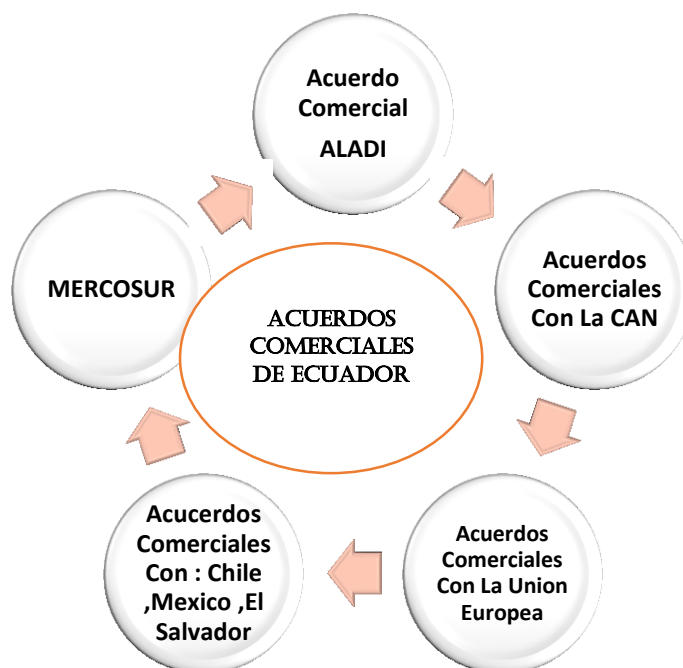 Acuerdo
Comercial
ALADI
Acuerdos
Comerciales
Con La CAN
Acuerdos
Comerciales
Con La Union
Europea
Acucerdos
Comerciales
Con : Chile
,Mexico ,El
Salvador
MERCOSUR
ACUERDOS
COMERCIALES
DE ECUADOR